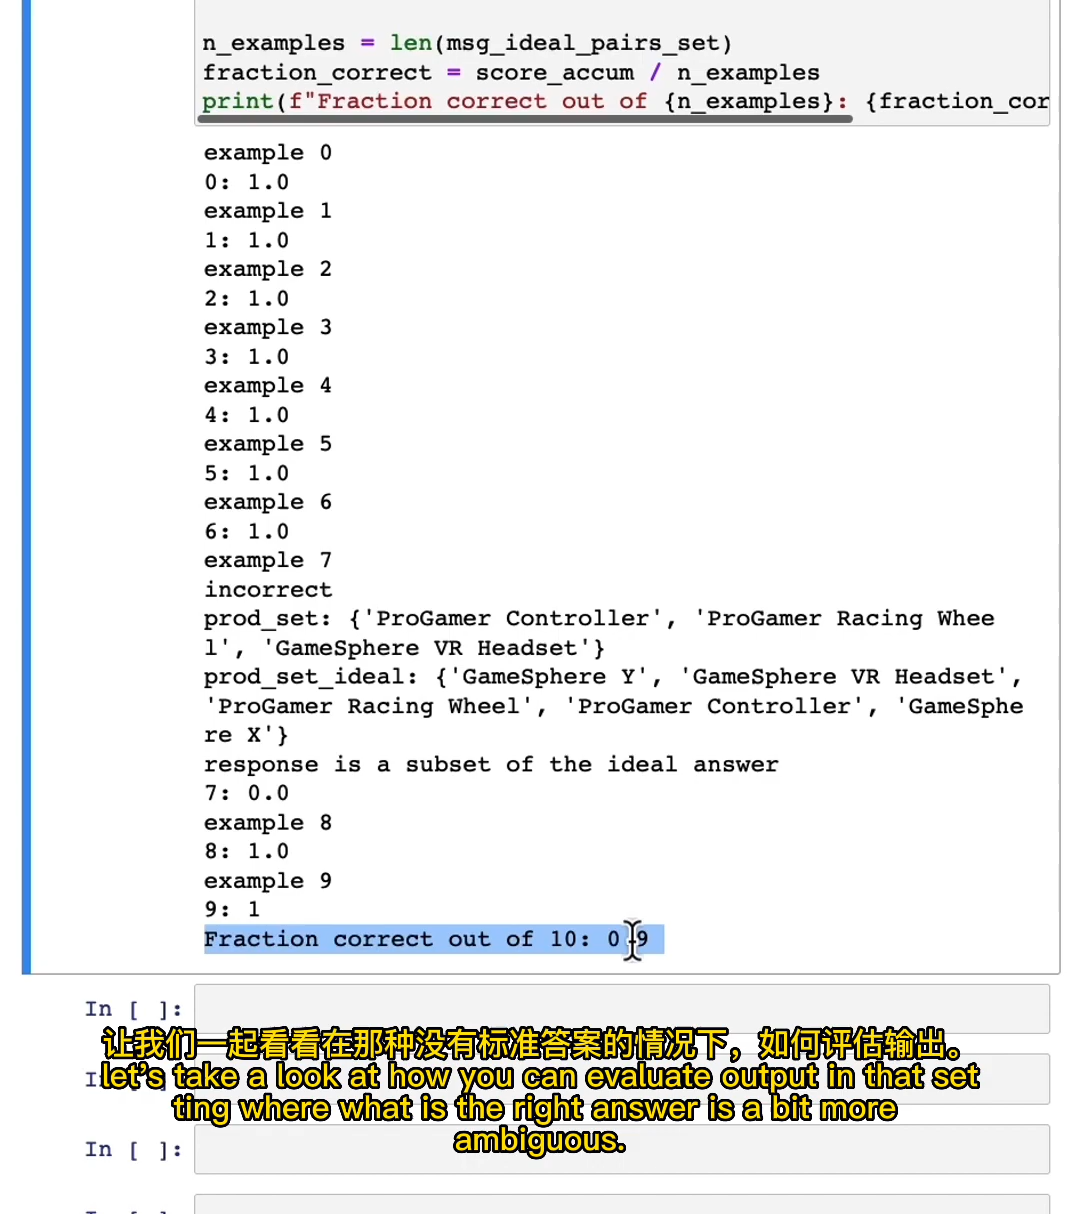 n_examples = len(msg_ideal_pairs_set)
fraction_correct = score_accum / n_examples
print(f"Fraction correct out of {n_examples}: {fraction_cor
example 0
0: 1.0
example 1
1: 1.0
example 2
2: 1.0
example 3
3: 1.0
example 4
4: 1.0
example 5
5: 1.0
example 6
6: 1.0
example 7
incorrect
prod_set: {'ProGamer Controller', 'ProGamer Racing Whee
l', 'GameSphere VR Headset'}
prod_set_ideal: {'GameSphere Y', 'GameSphere VR Headset',
'ProGamer Racing Wheel', 'ProGamer Controller', 'GameSphe
re X'}
response is a subset of the ideal answer
7: 0.0
example 8
8: 1.0
example 9
9: 1
Fraction correct out of 10: 0.9
In [ ]:
让我们一起看看在那种没有标准答案的情况下，如何评估输出。
let's take a look at how you can evaluate output in that set
ting where what is the right answer is a bit more
ambiguous.
In [ ]: